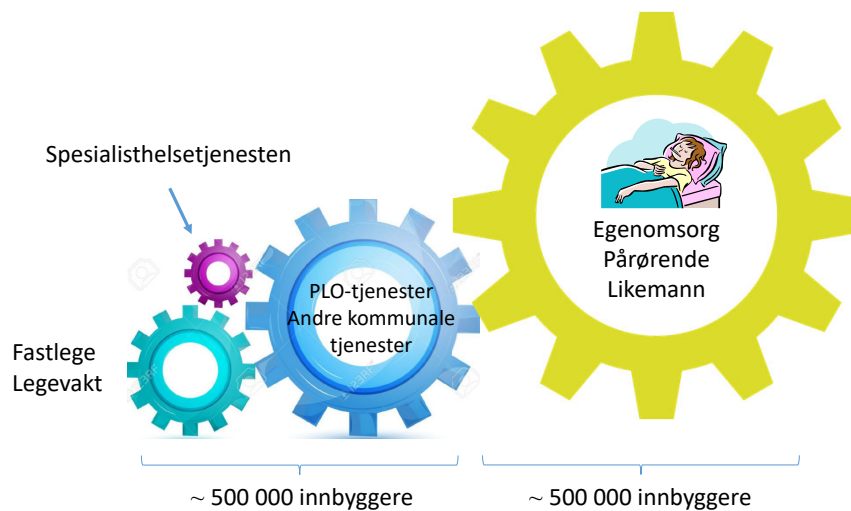 Spesialisthelsetjenesten
Fastlege
Legevakt
PLO-tjenester
Andre kommunale
tjenester
Egenomsorg
Pårørende
Likemann
~ 500 000 innbyggere
~ 500 000 innbyggere